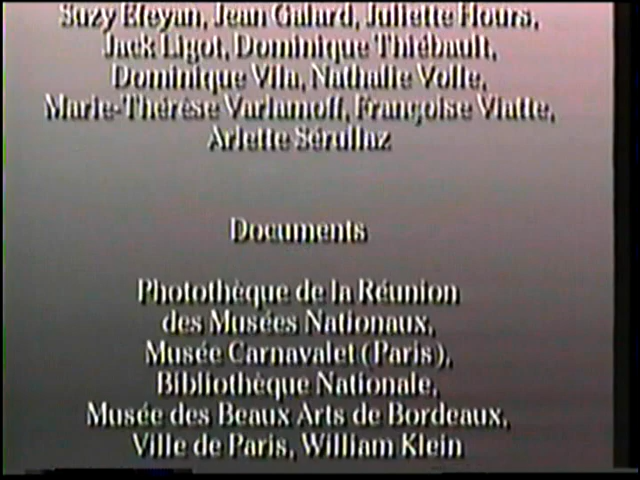 Suzy Efeyan, Jean Galard, Juliette Hours,
Jack Ligot, Dominique Thiébault,
Dominique Vila, Nathalie Volle,
Marie-Thérèse Varlamoff, Françoise Viatte,
Arlette Sérullaz
Documents
Photothèque de la Réunion
des Musées Nationaux,
Musée Carnavalet (Paris),
Bibliothèque Nationale,
Musée des Beaux Arts de Bordeaux,
Ville de Paris, William Klein